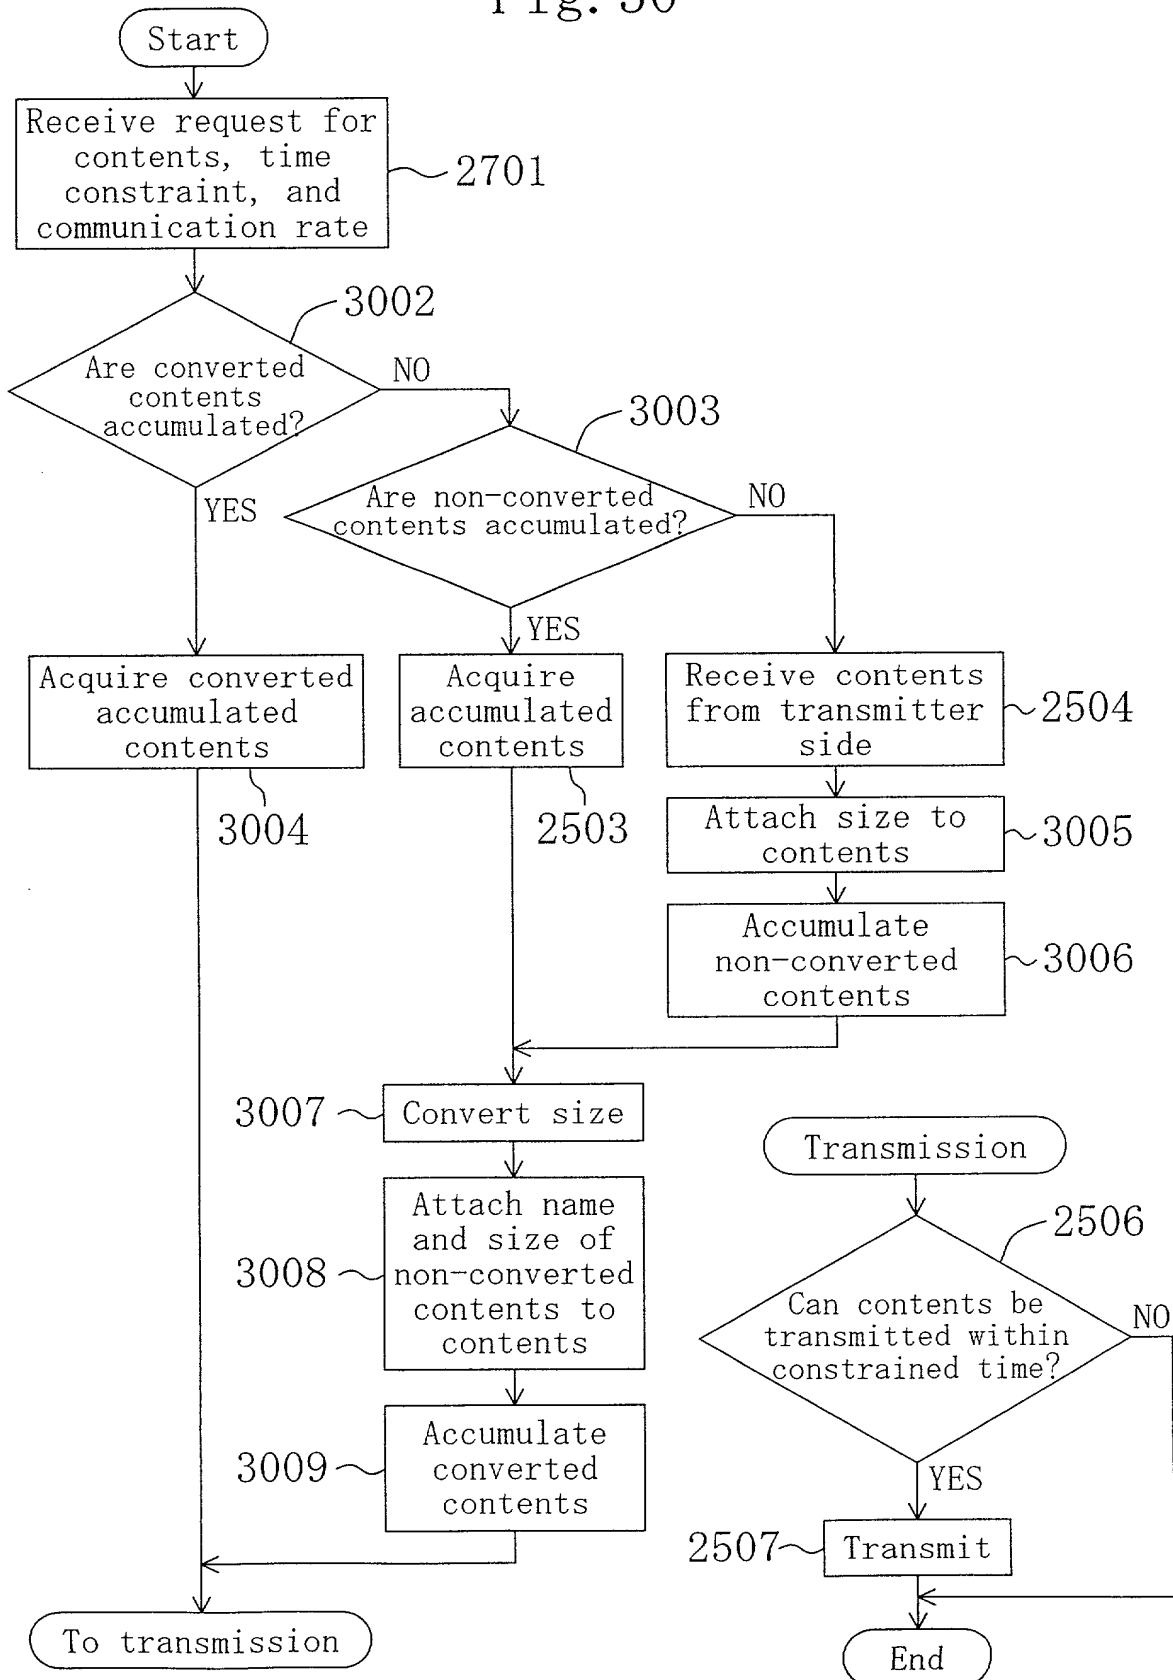 Fig. 30
Start
Receive request for
contents, time
constraint, and
communication rate
2701
3002
Are converted
contents
accumulated?
NO
YES
3003
Are non-converted
contents accumulated?
NO
YES
Acquire converted
accumulated
contents
3004
Acquire
accumulated
contents
2503
Receive contents
from transmitter
side
2504
Attach size to
contents
3005
Accumulate
non-converted
contents
3006
3007
Convert size
3008
Attach name
and size of
non-converted
contents to
contents
3009
Accumulate
converted
contents
To transmission
Transmission
2506
Can contents be
transmitted within
constrained time?
NO
YES
2507
Transmit
End